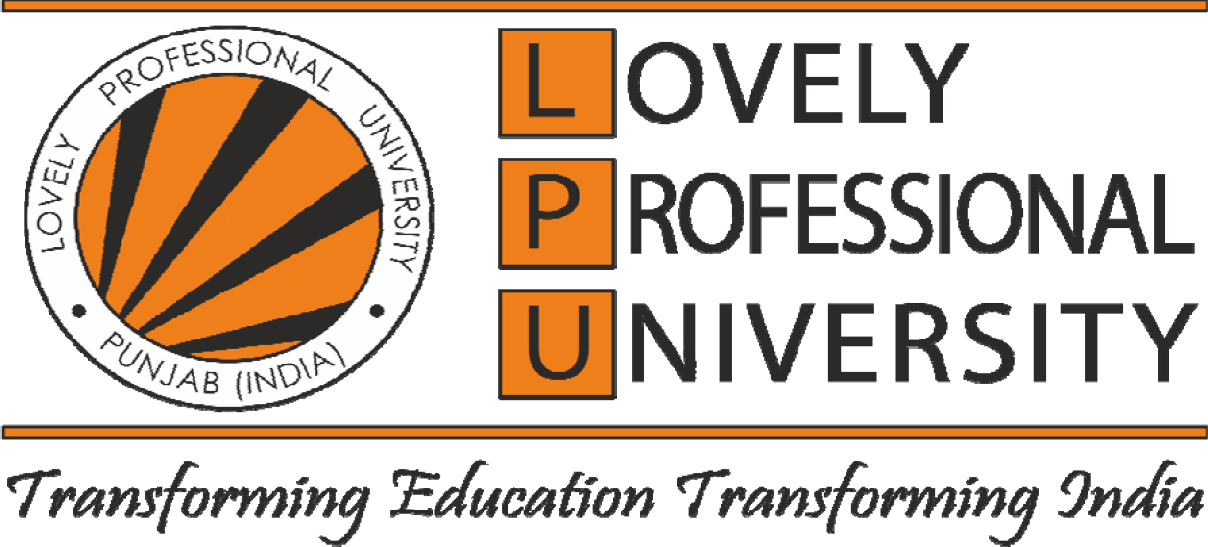 LOVELY PROFESSIONAL UNIVERSITY
• PUNJAB (INDIA) •
LOVELY
PROFESSIONAL
UNIVERSITY
Transforming Education Transforming India